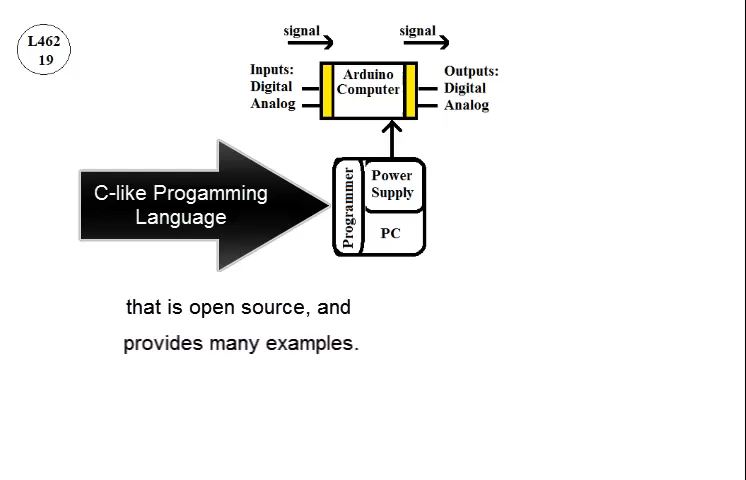 L462
19
signal
signal
Inputs:
Digital
Analog
Arduino
Computer
Outputs:
Digital
Analog
C-like Progamming
Language
Programmer
Power
Supply
PC
that is open source, and
provides many examples.